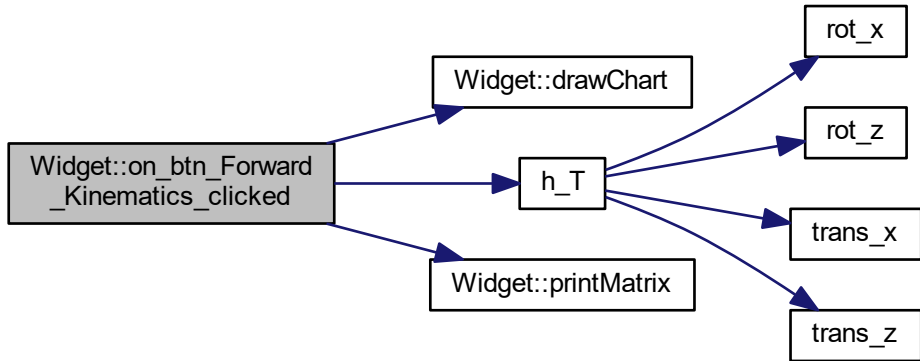 Widget::on_btn_Forward
_Kinematics_clicked
Widget::drawChart
h_T
Widget::printMatrix
rot_x
rot_z
trans_x
trans_z